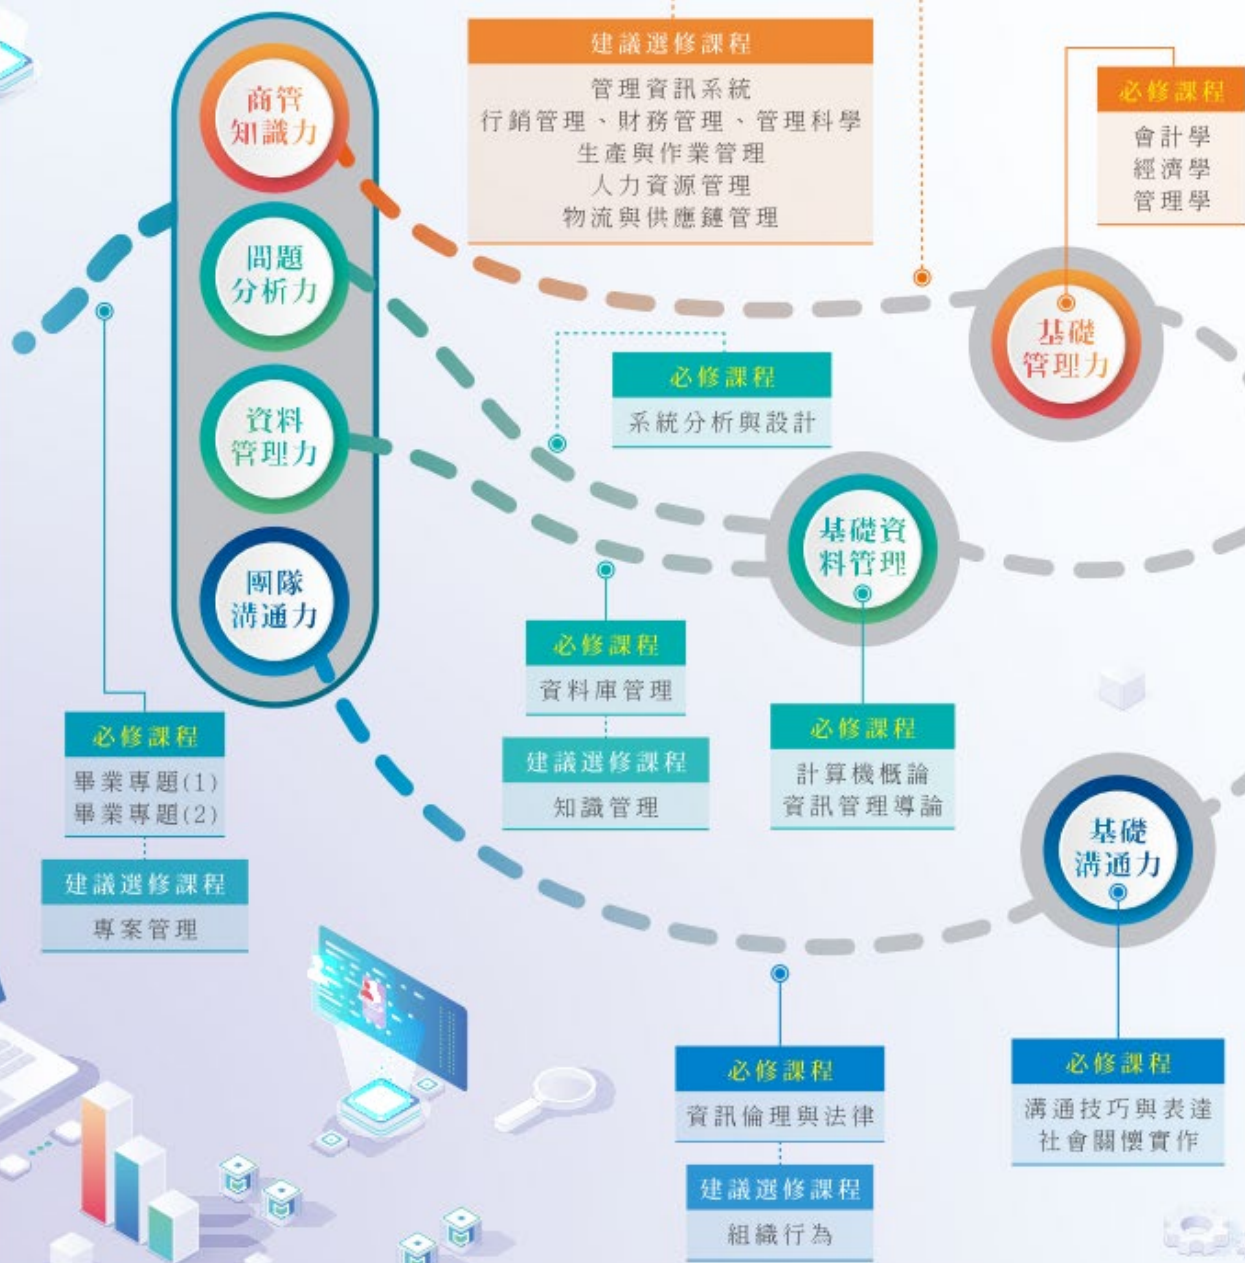 建議選修課程
管理資訊系統
行銷管理、財務管理、管理科學
生產與作業管理
人力資源管理
物流與供應鏈管理
必修課程
會計學
經濟學
管理學
商管
知識力
問題
分析力
資料
管理力
團隊
溝通力
基礎
管理力
必修課程
系統分析與設計
基礎資
料管理
必修課程
資料庫管理
建議選修課程
知識管理
必修課程
計算機概論
資訊管理導論
必修課程
畢業專題(1)
畢業專題(2)
建議選修課程
專案管理
基礎
溝通力
必修課程
資訊倫理與法律
建議選修課程
組織行為
必修課程
溝通技巧與表達
社會關懷實作